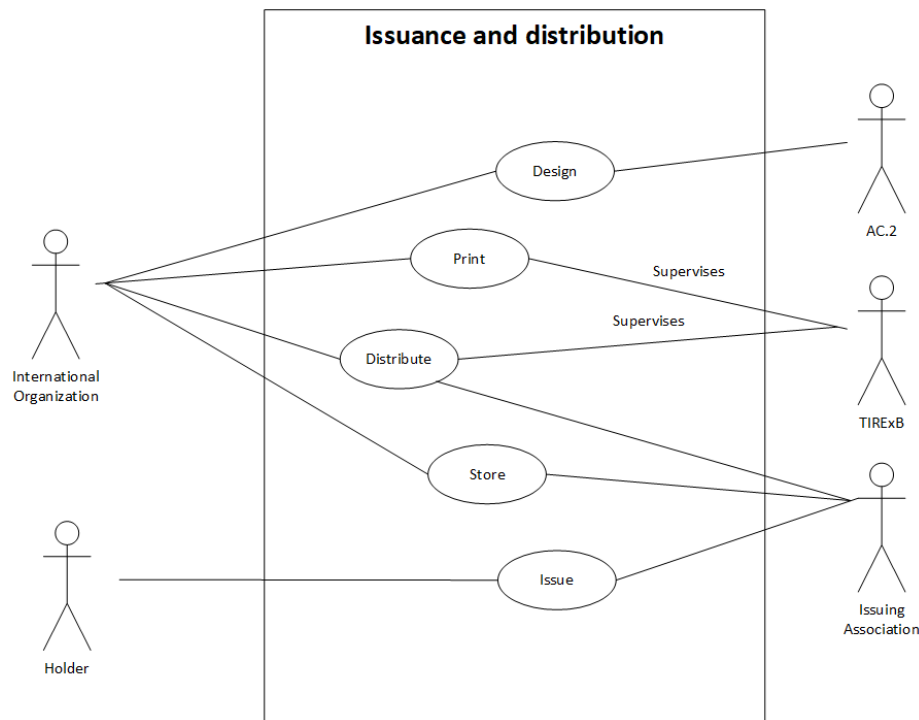 Issuance and distribution
Design
AC.2
Print
Supervises
International
Organization
Supervises
Distribute
TIRExB
Store
Holder
Issue
Issuing
Association